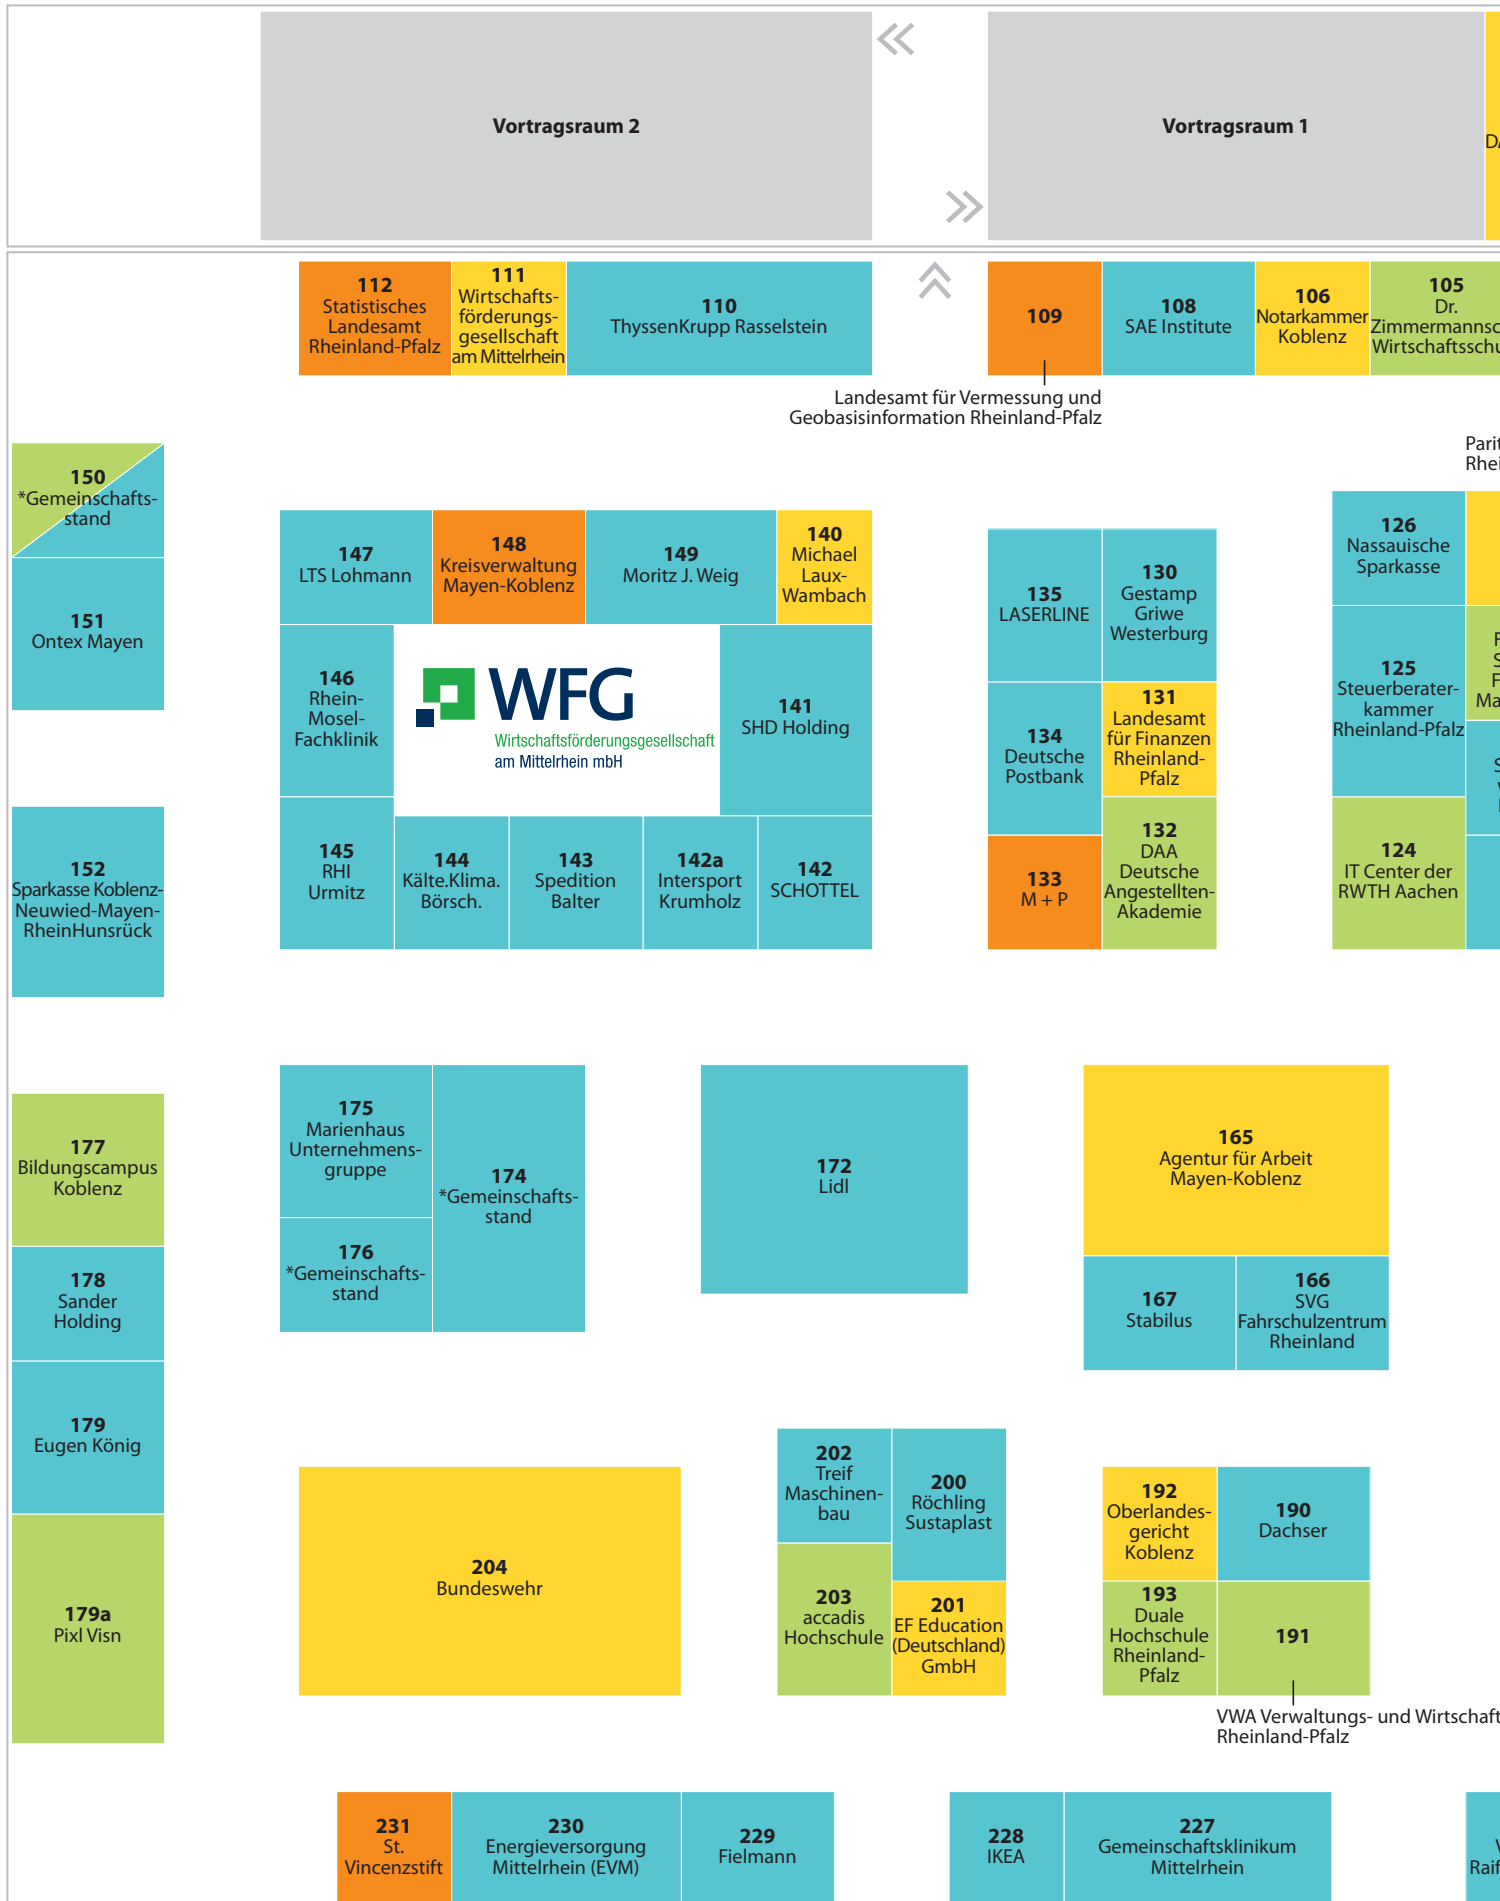 Vortragsraum 2
Vortragsraum 1
112
Statistisches
Landesamt
Rheinland-Pfalz
111
Wirtschafts-
förderungs-
gesellschaft
am Mittelrhein
110
ThyssenKrupp Rasselstein
109
Landesamt für Vermessung und
Geobasisinformation Rheinland-Pfalz
108
SAE Institute
106
Notarkammer
Koblenz
105
Dr.
150
*Gemeinschafts-
stand
151
Ontex Mayen
152
Sparkasse Koblenz-
Neuwied-Mayen-
RheinHunsrück
147
LTS Lohmann
148
Kreisverwaltung
Mayen-Koblenz
149
Moritz J. Weig
140
Michael
Laux-
Wambach
146
Rhein-
Mosel-
Fachklinik
WFG
Wirtschaftsförderungsgesellschaft
am Mittelrhein mbH
141
SHD Holding
145
RHI
Urmitz
144
Kälte.Klima.
Börsch.
143
Spedition
Balter
142a
Intersport
Krumholz
142
SCHOTTEL
135
LASERLINE
130
Gestamp
Griwe
Westerburg
134
Deutsche
Postbank
131
Landesamt
für Finanzen
Rheinland-
Pfalz
133
M + P
132
DAA
Deutsche
Angestellten-
Akademie
126
Nassauische
Sparkasse
125
Steuerberater-
kammer
Rheinland-Pfalz
124
IT Center der
RWTH Aachen
177
Bildungscampus
Koblenz
178
Sander
Holding
179
Eugen König
179a
Pixl Visn
175
Marienhaus
Unternehmens-
gruppe
174
*Gemeinschafts-
stand
176
*Gemeinschafts-
stand
172
Lidl
165
Agentur für Arbeit
Mayen-Koblenz
167
Stabilus
166
SVG
Fahrschulzentrum
Rheinland
204
Bundeswehr
202
Treif
Maschinen-
bau
200
Röchling
Sustaplast
203
accadis
Hochschule
201
EF Education
(Deutschland)
GmbH
192
Oberlandes-
gericht
Koblenz
190
Dachser
193
Duale
Hochschule
Rheinland-
Pfalz
191
VWA Verwaltungs- und Wirtschaft
Rheinland-Pfalz
231
St.
Vincenzstift
230
Energieversorgung
Mittelrhein (EVM)
229
Fielmann
228
IKEA
227
Gemeinschaftsklinikum
Mittelrhein